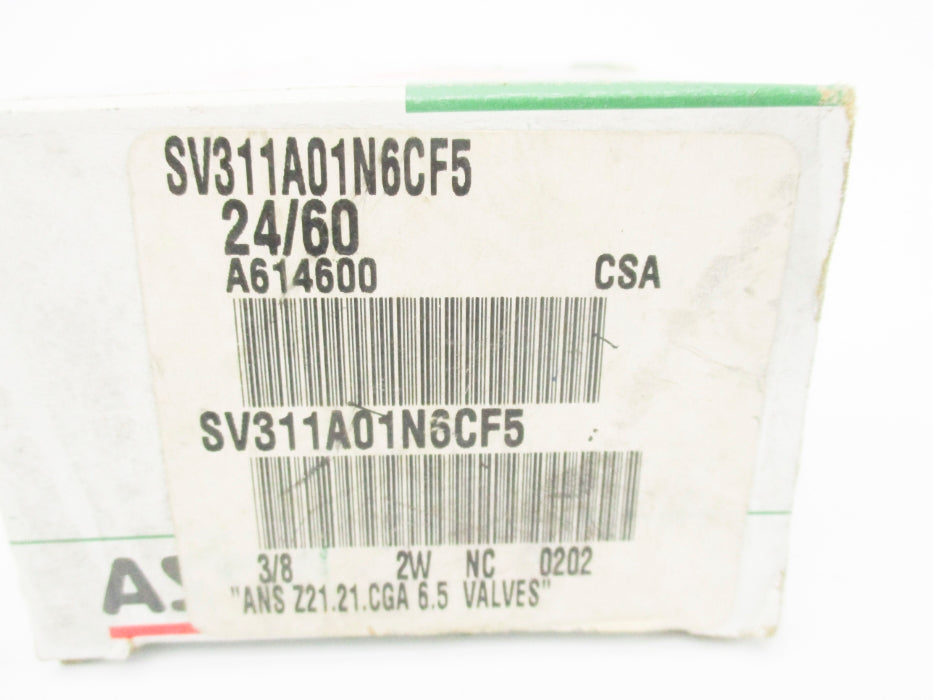 SV311A01N6CF5
24/60
A614600 CSA
SV311A01N6CF5
3/8 2W NC 0202
"ANS Z21.21.CGA 6.5 VALVES"
AS